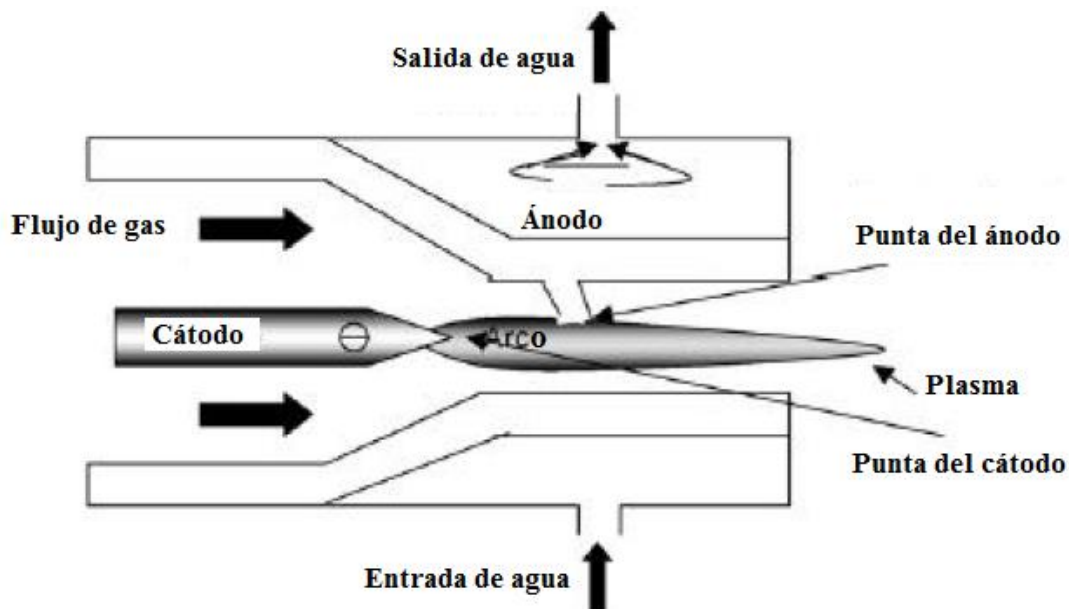 Salida de agua
Flujo de gas
Ánodo
Punta del ánodo
Cátodo
Arco
Plasma
Punta del cátodo
Entrada de agua